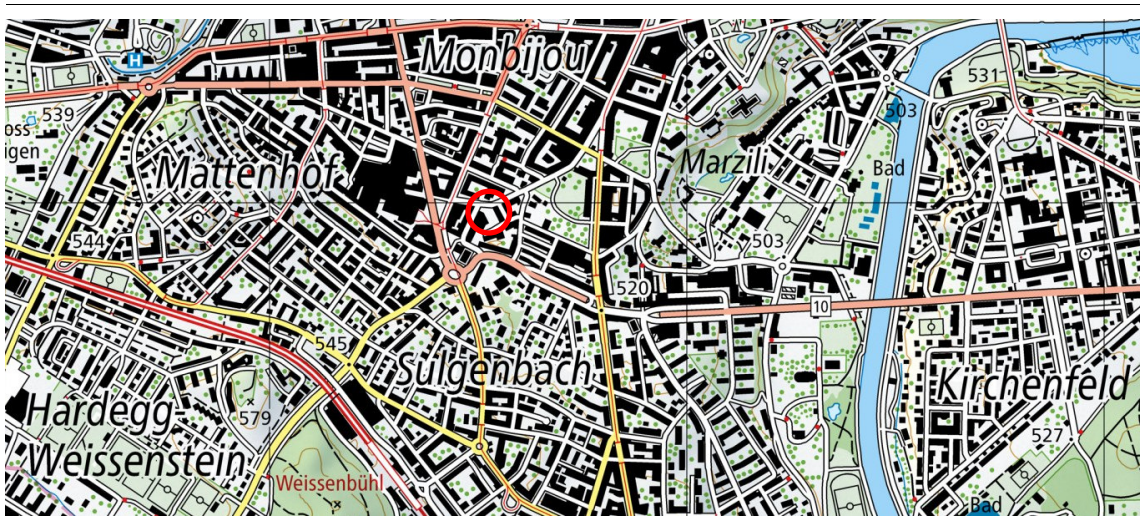 Monbijou
H
531
539
503
oss
igen
Mattenhof
Marzili
Bad
544
503
520
10
545
Sulgenbach
Kirchenfeld
Hardegg-
Weissenstein
579
527
Weissenbühl
Bad